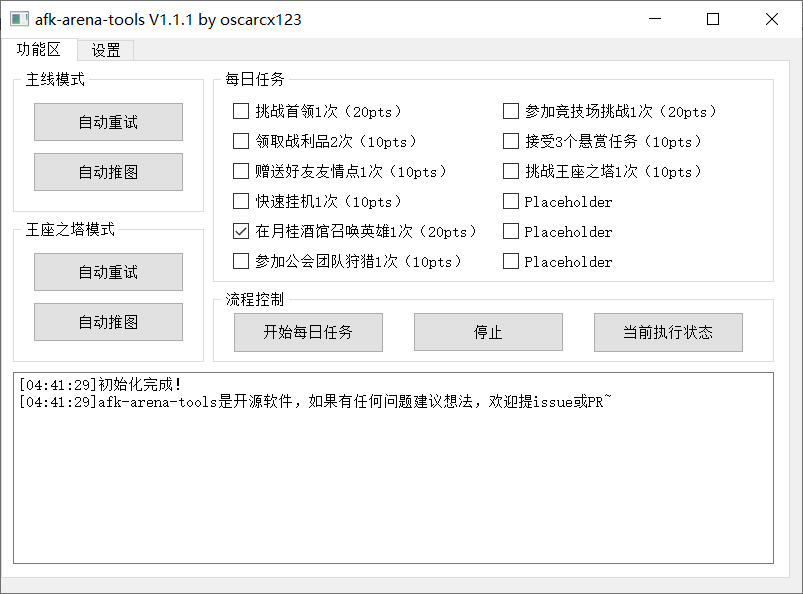 afk-arena-tools V1.1.1 by oscarcx123
功能区 设置
主线模式
自动重试
自动推图
王座之塔模式
自动重试
自动推图
每日任务
挑战首领1次（20pts）
领取战利品2次（10pts）
赠送好友友情点1次（10pts）
快速挂机1次（10pts）
在月桂酒馆召唤英雄1次（20pts）
参加公会团队狩猎1次（10pts）
参加竞技场挑战1次（20pts）
接受3个悬赏任务（10pts）
挑战王座之塔1次（10pts）
Placeholder
Placeholder
Placeholder
流程控制
开始每日任务 停止 当前执行状态
[04:41:29]初始化完成！
[04:41:29]afk-arena-tools是开源软件，如果有任何问题建议想法，欢迎提issue或PR~